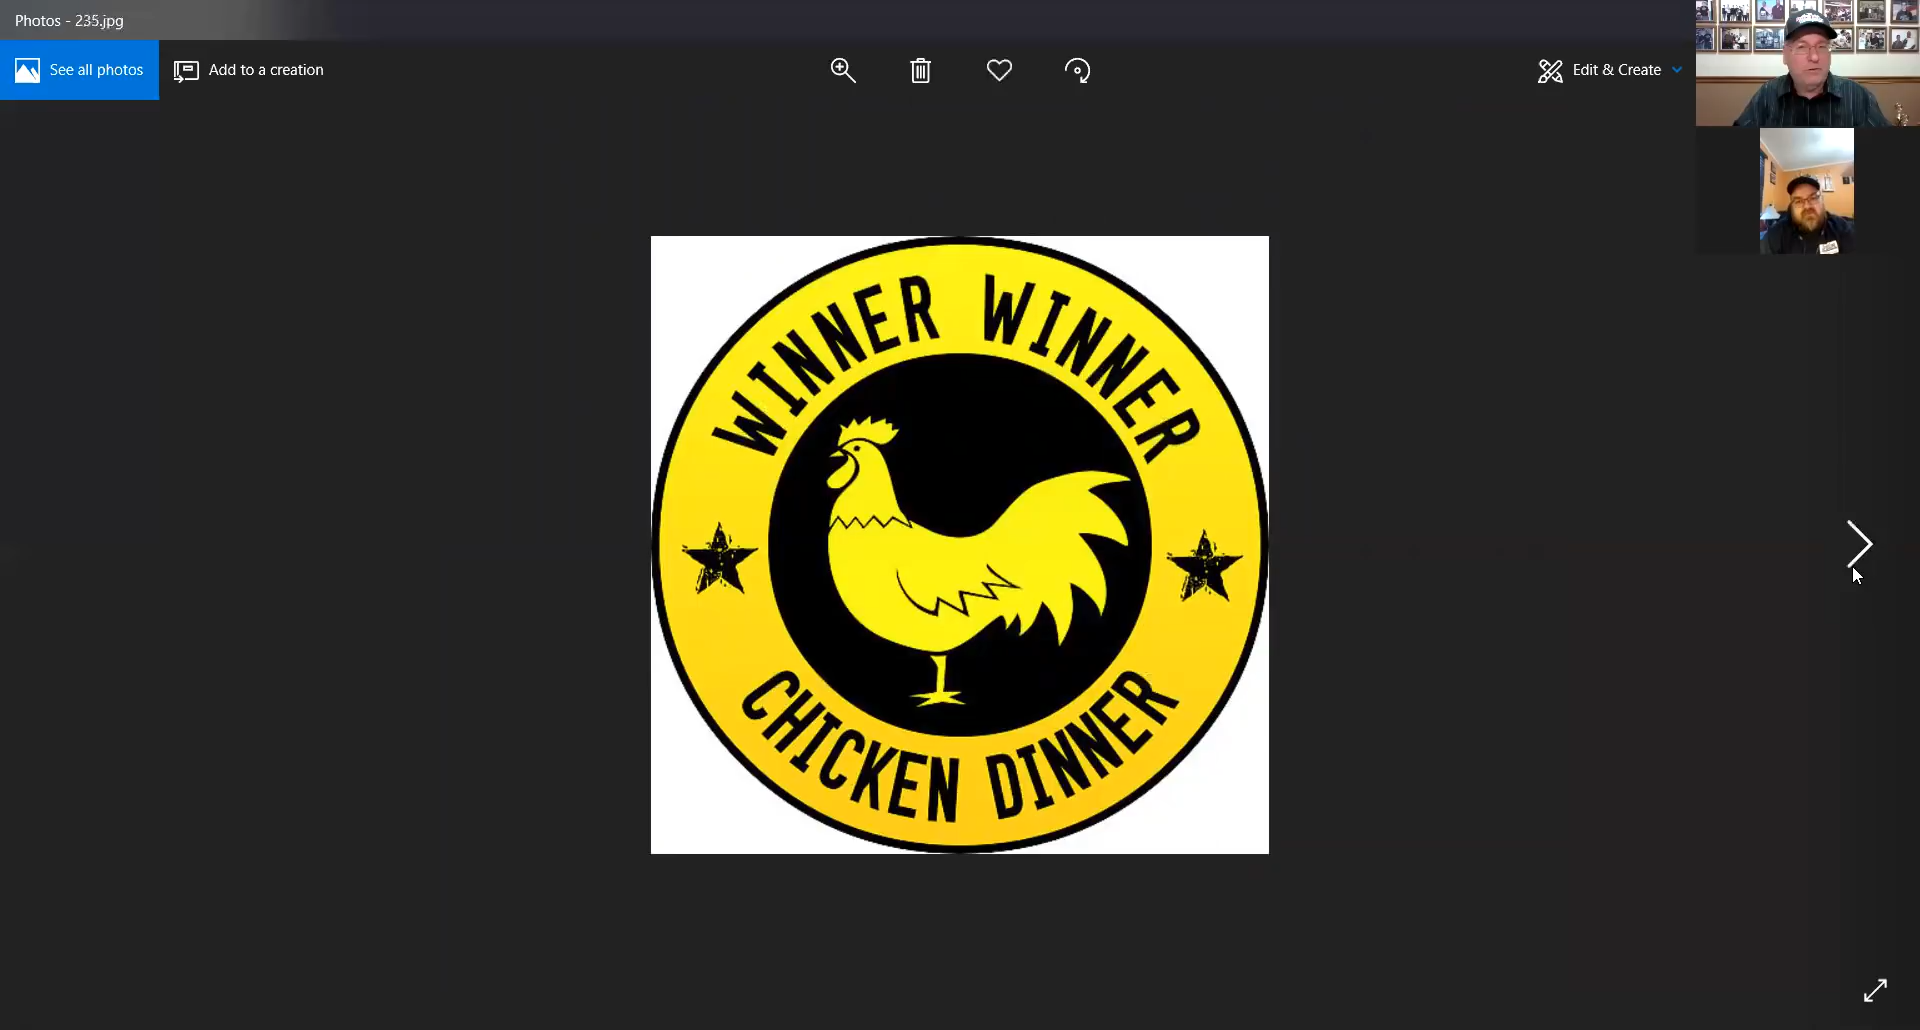 Photos - 235.jpg
See all photos
Add to a creation
Edit & Create
WINNER WINNER
CHICKEN DINNER